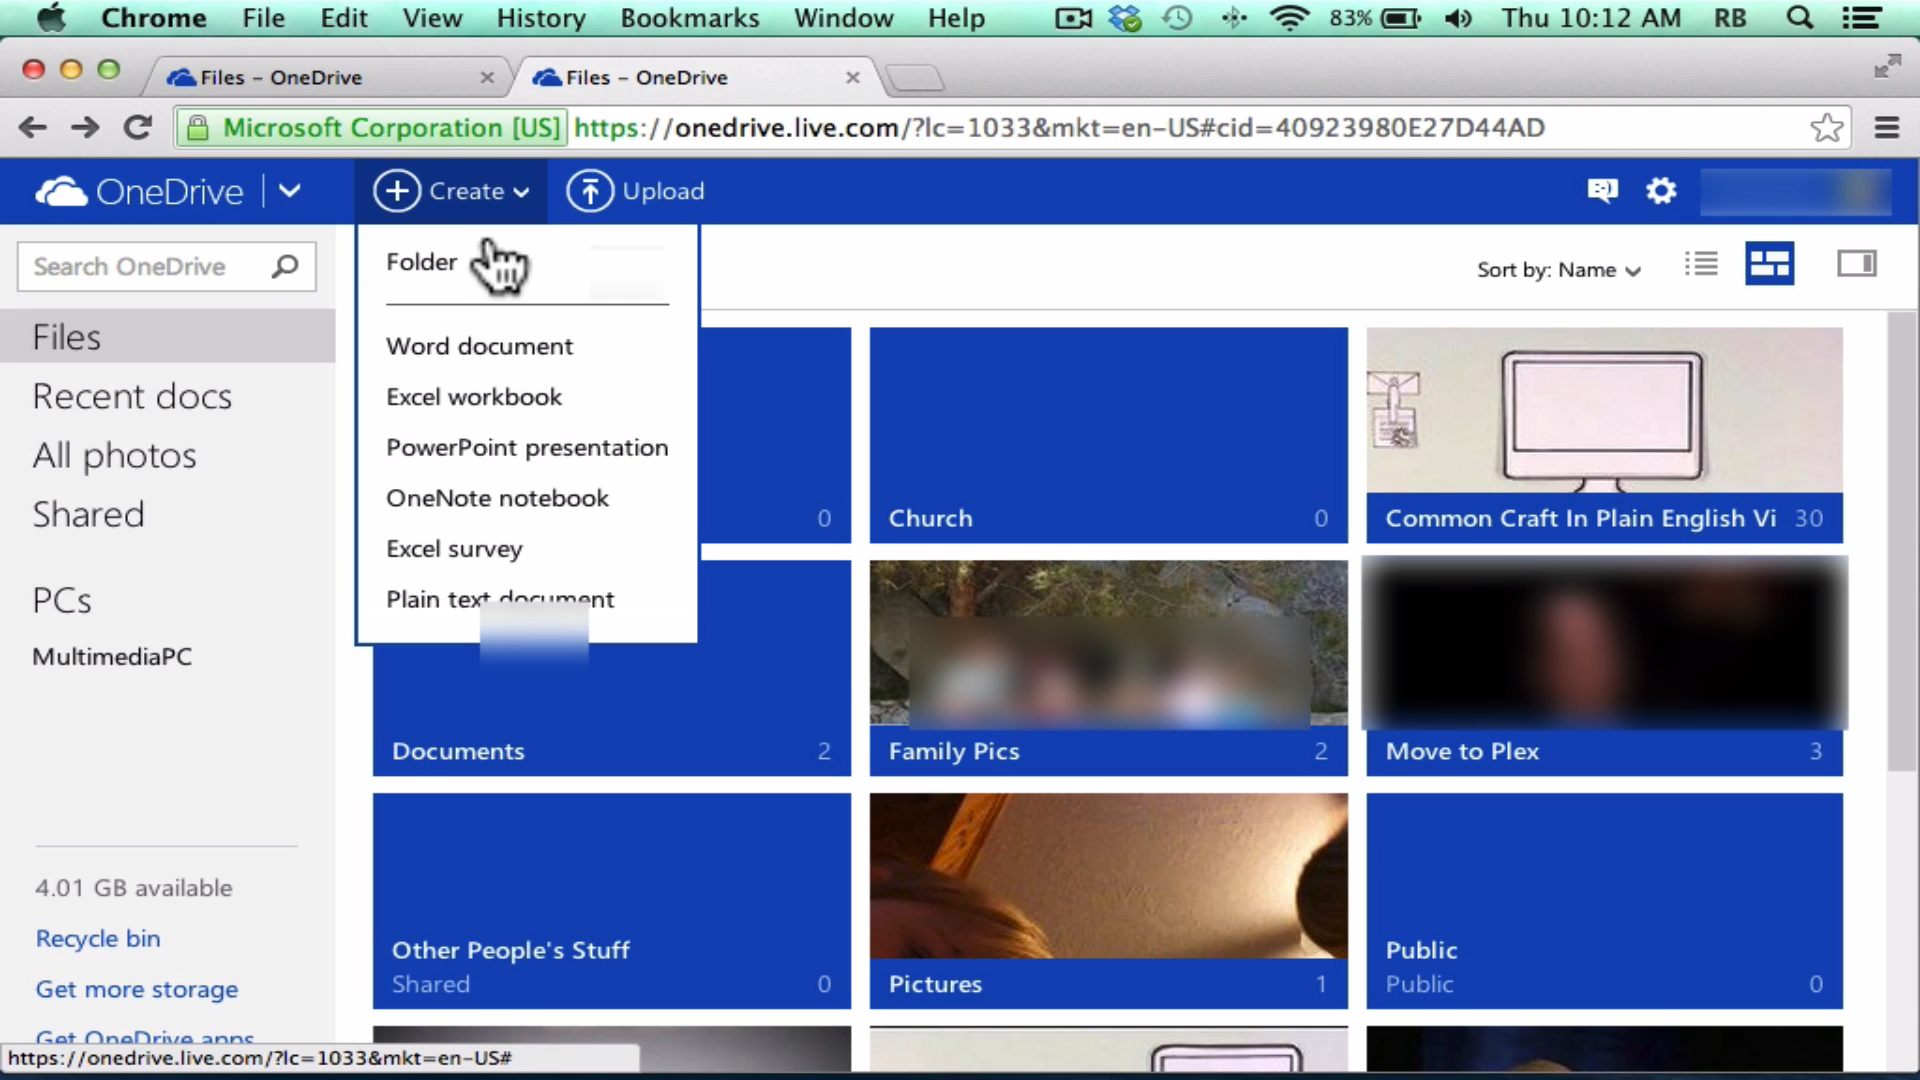 Chrome File Edit View History Bookmarks Window Help 83% Thu 10:12 AM RB
Files – OneDrive
Files – OneDrive
Microsoft Corporation [US] https://onedrive.live.com/?lc=1033&mkt=en-US#cid=40923980E27D44AD
OneDrive Create Upload
Search OneDrive
Files
Recent docs
All photos
Shared
PCs
MultimediaPC
4.01 GB available
Recycle bin
Get more storage
Get OneDrive apps
https://onedrive.live.com/?lc=1033&mkt=en-US#
Folder
Word document
Excel workbook
PowerPoint presentation
OneNote notebook
Excel survey
Plain text document
Sort by: Name
0
Church 0
Common Craft In Plain English Vi 30
Documents 2
Family Pics 2
Move to Plex 3
Other People's Stuff
Shared 0
Pictures 1
Public
Public 0